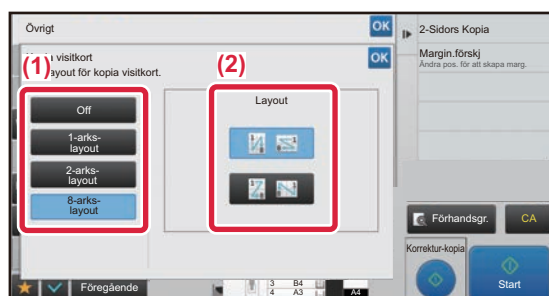 Övrigt
OK
2-Sidors Kopia
Margin.förskj
Ändra pos. för att skapa marg.
visitkort
OK
(1)
(2)
ayout för kopia visitkort.
Off
1-arks-
layout
2-arks-
layout
8-arks-
layout
Layout
Förhandsgr.
CA
Korrektur-kopia
Start
Föregående
3 B4
4 A3
A4